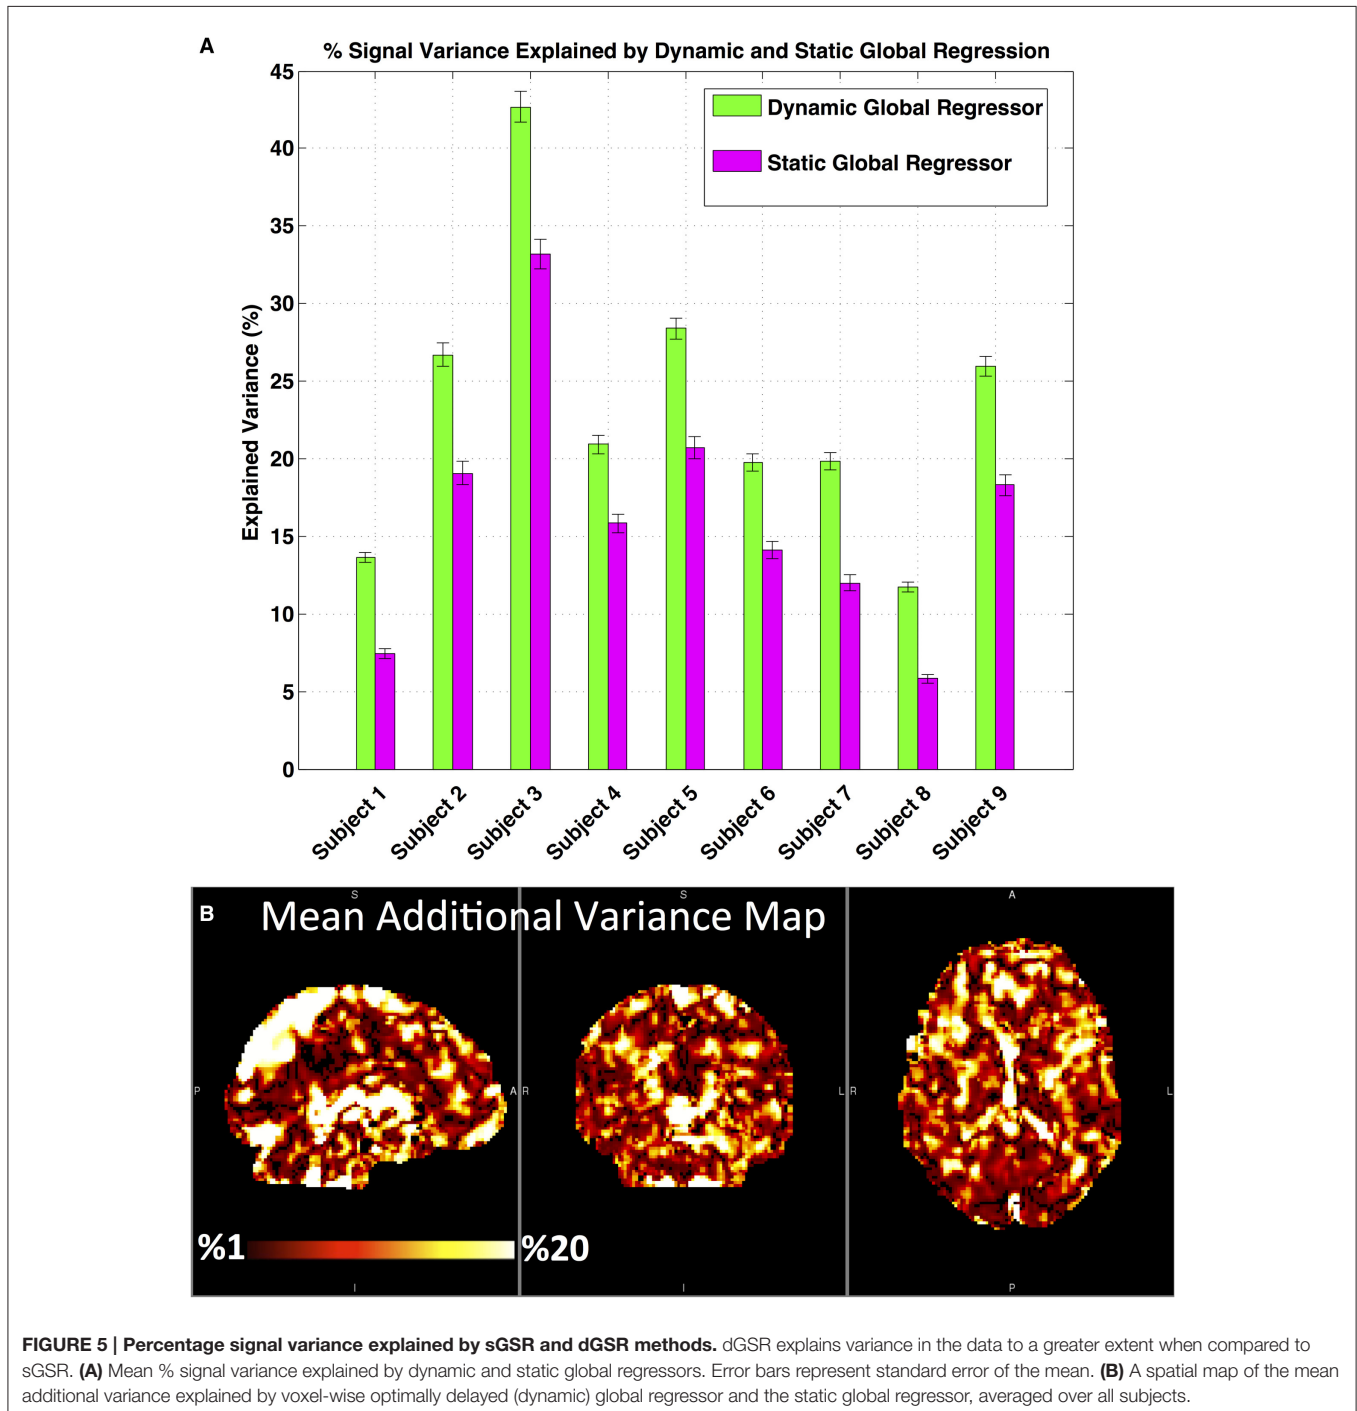 A
% Signal Variance Explained by Dynamic and Static Global Regression
45
40
35
30
25
20
15
10
5
0
Explained Variance (%)
Dynamic Global Regressor
Static Global Regressor
Subject 1
Subject 2
Subject 3
Subject 4
Subject 5
Subject 6
Subject 7
Subject 8
Subject 9
B
Mean Additional Variance Map
S
S
A
P
A
R
L
R
L
%1
%20
I
I
P
FIGURE 5 | Percentage signal variance explained by sGSR and dGSR methods. dGSR explains variance in the data to a greater extent when compared to
sGSR. (A) Mean % signal variance explained by dynamic and static global regressors. Error bars represent standard error of the mean. (B) A spatial map of the mean
additional variance explained by voxel-wise optimally delayed (dynamic) global regressor and the static global regressor, averaged over all subjects.